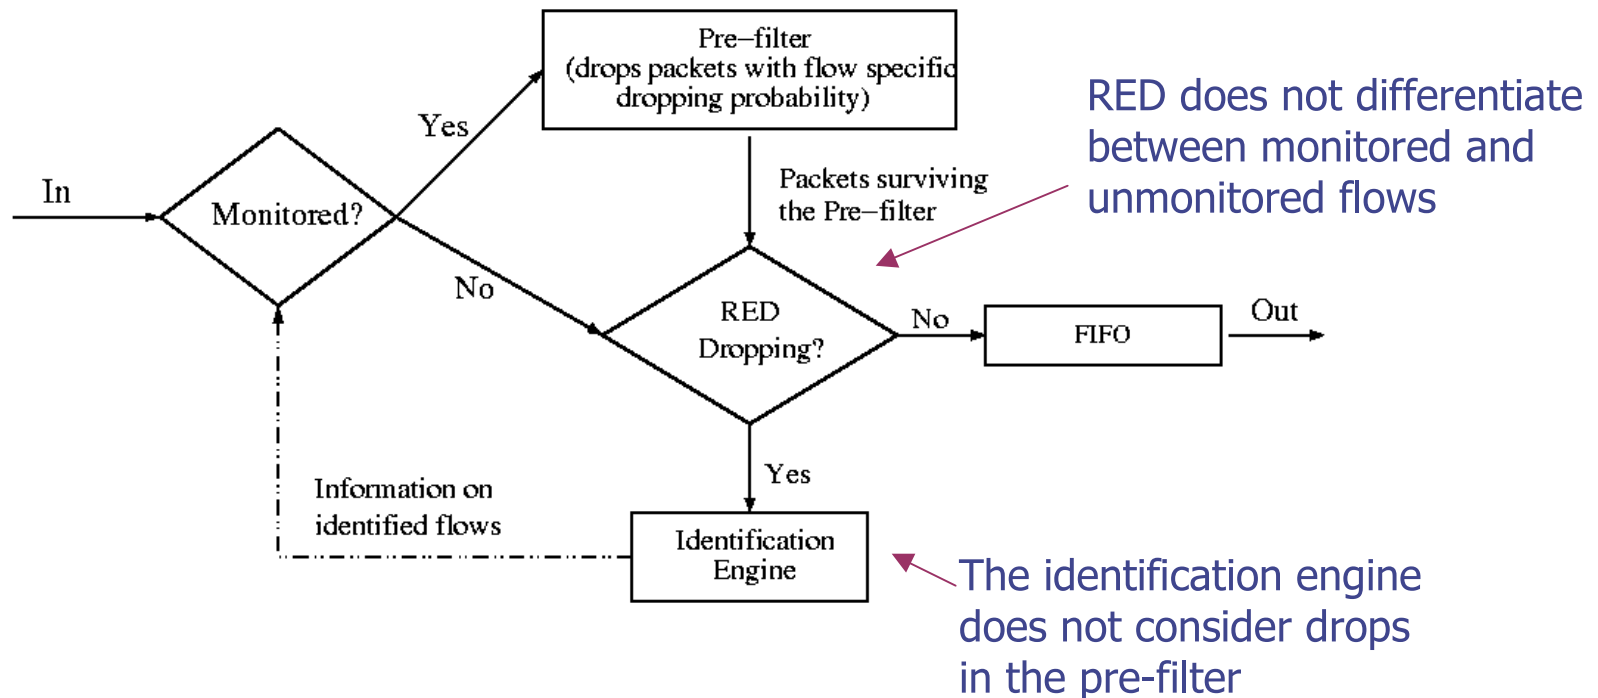 Pre–filter
(drops packets with flow specific
dropping probability)
RED does not differentiate
between monitored and
unmonitored flows
Yes
In
Monitored?
Packets surviving
the Pre–filter
No
RED
Dropping?
No
FIFO
Out
Yes
Information on
identified flows
Identification
Engine
The identification engine
does not consider drops
in the pre-filter